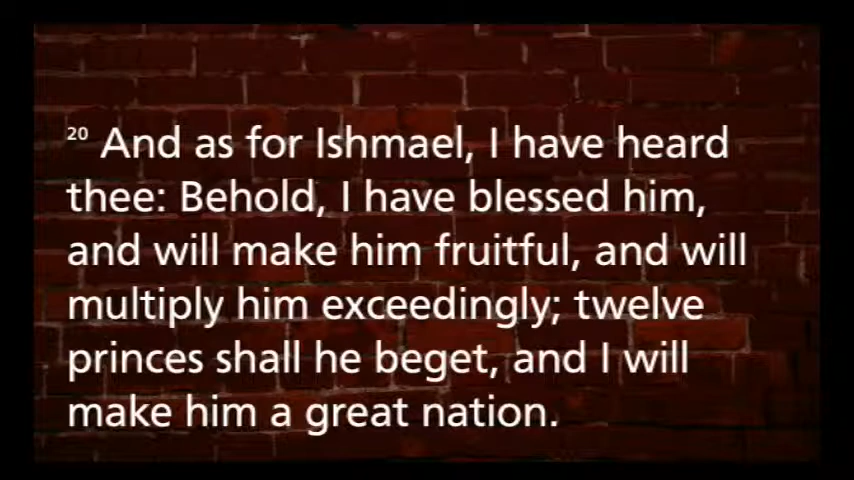 20 And as for Ishmael, I have heard
thee: Behold, I have blessed him,
and will make him fruitful, and will
multiply him exceedingly; twelve
princes shall he beget, and I will
make him a great nation.